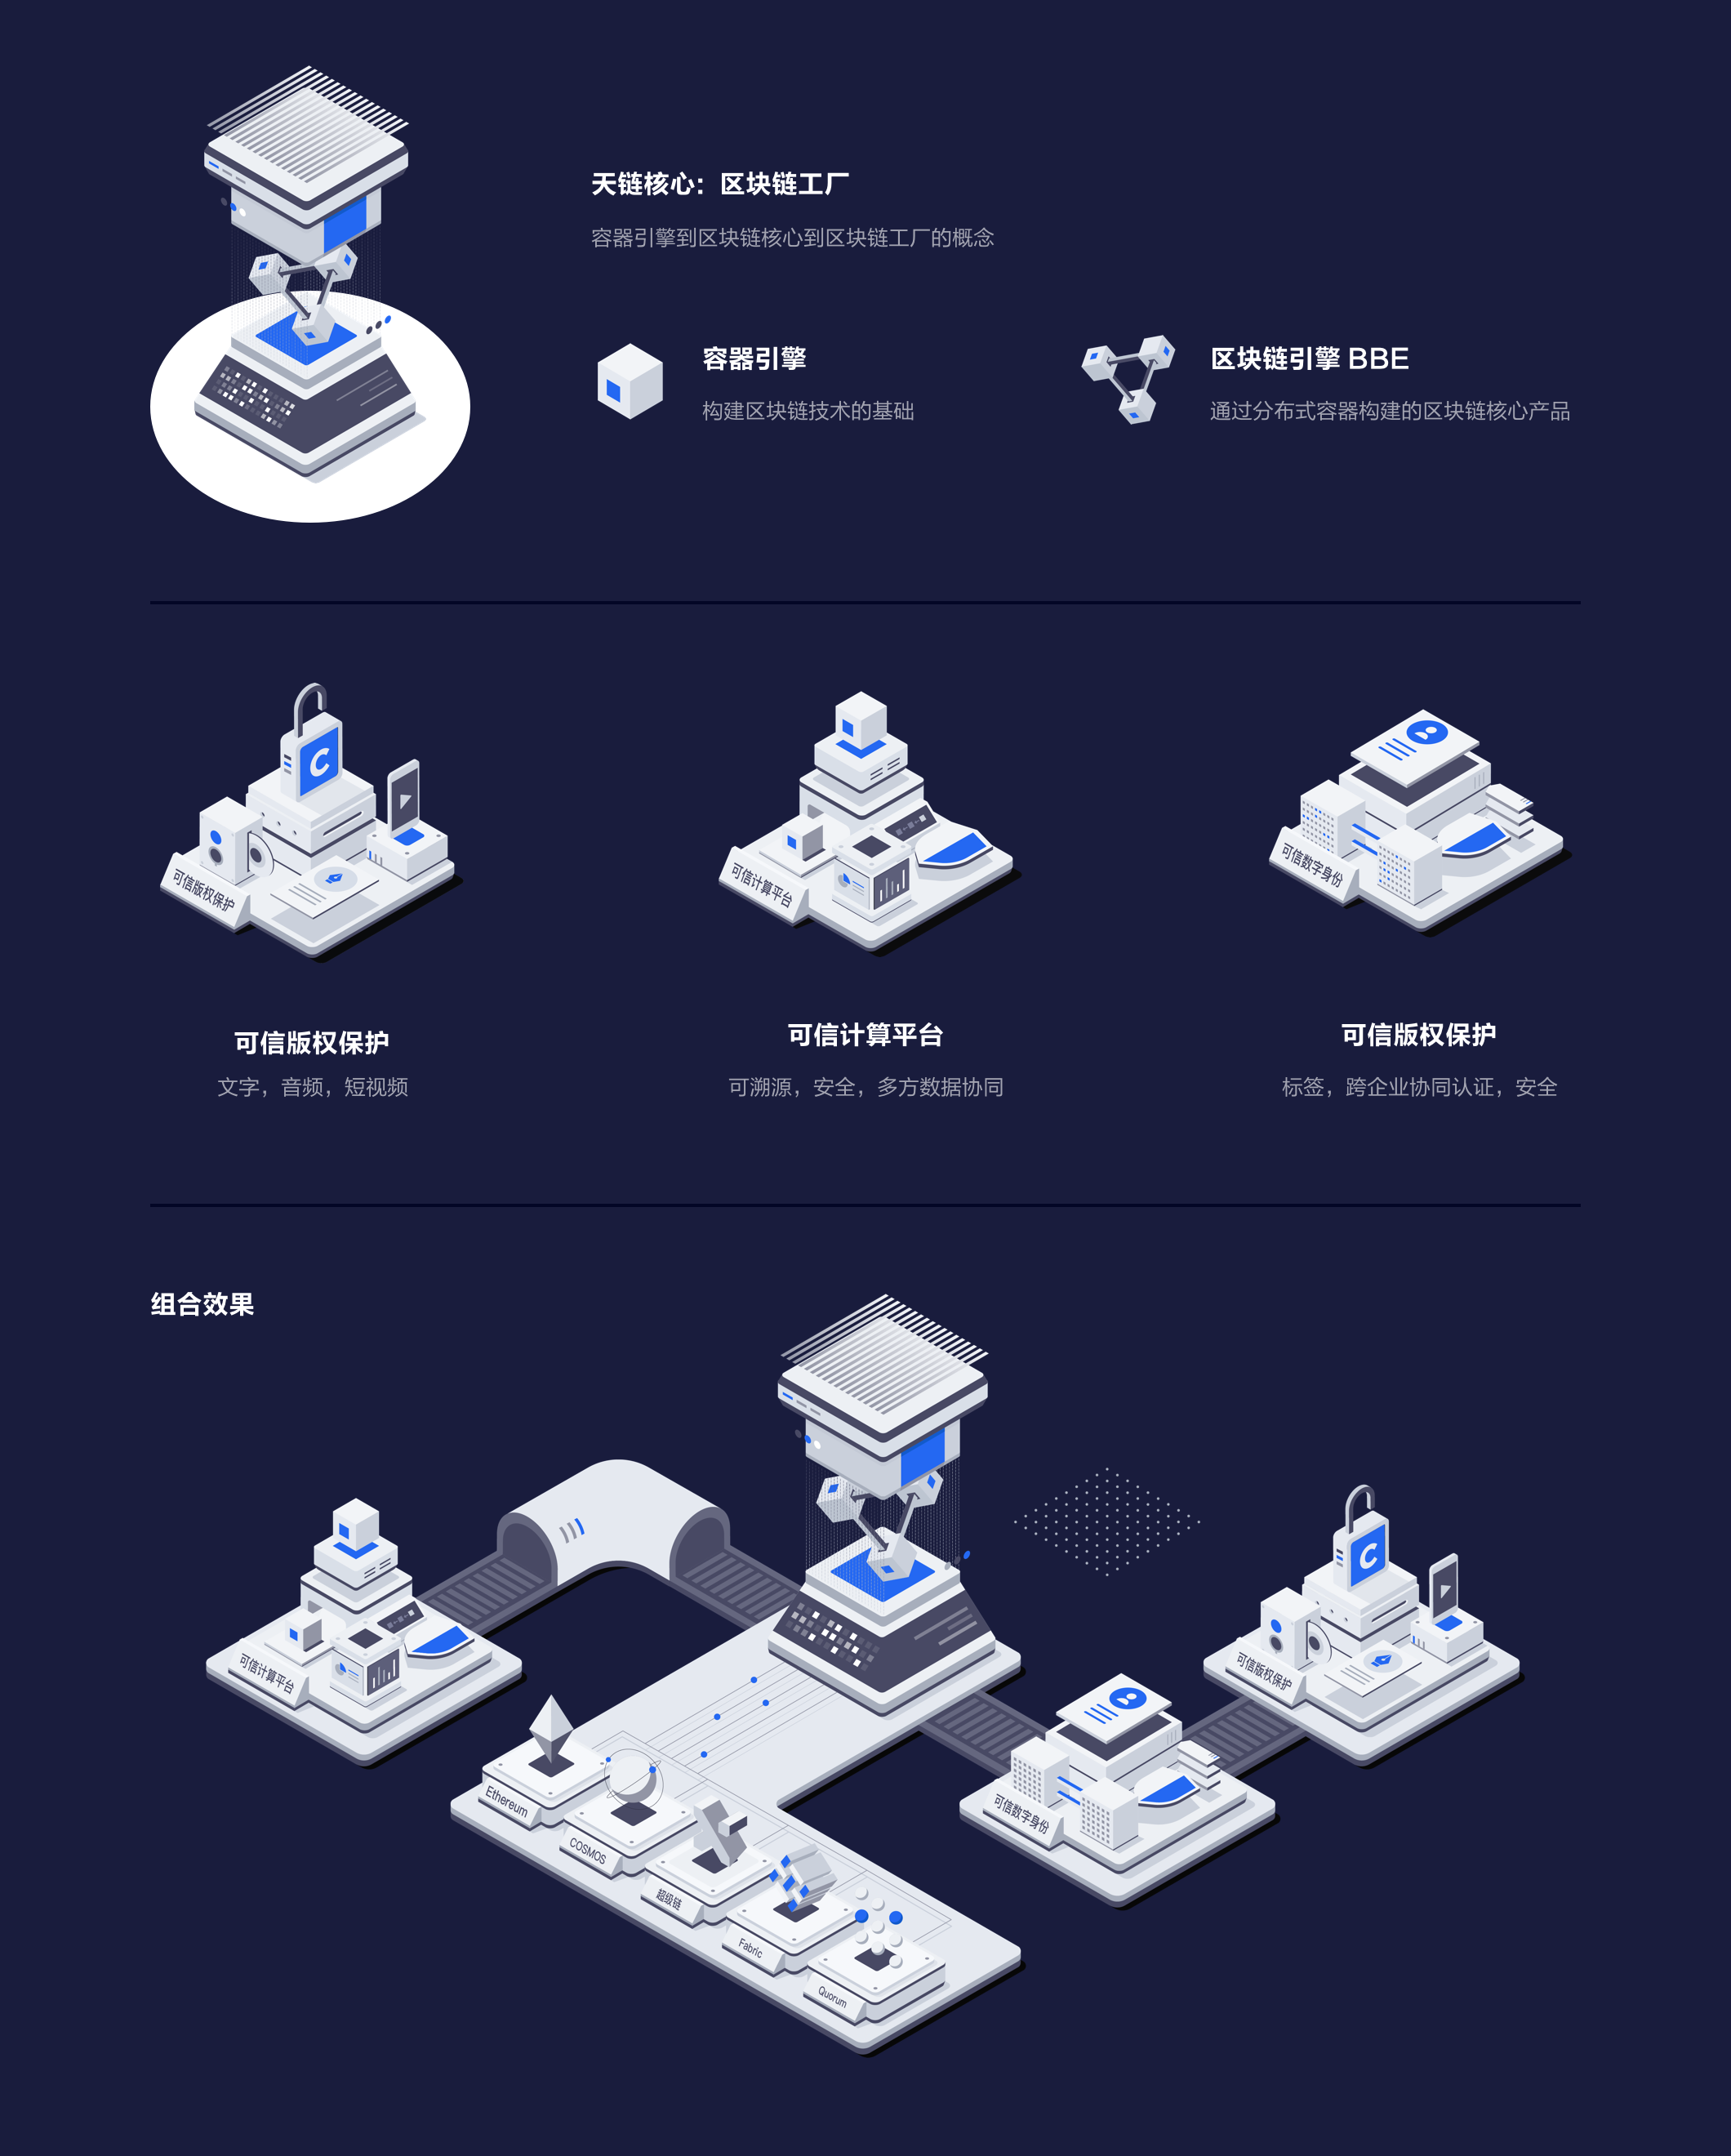 天链核心：区块链工厂
容器引擎到区块链核心到区块链工厂的概念
容器引擎
构建区块链技术的基础
区块链引擎 BBE
通过分布式容器构建的区块链核心产品
C
可信版权保护
可信计算平台
可信数字身份
可信版权保护
文字，音频，短视频
可信计算平台
可溯源，安全，多方数据协同
可信版权保护
标签，跨企业协同认证，安全
组合效果
可信计算平台
C
可信版权保护
可信数字身份
Ethereum
COSMOS
超级链
Fabric
Quorum